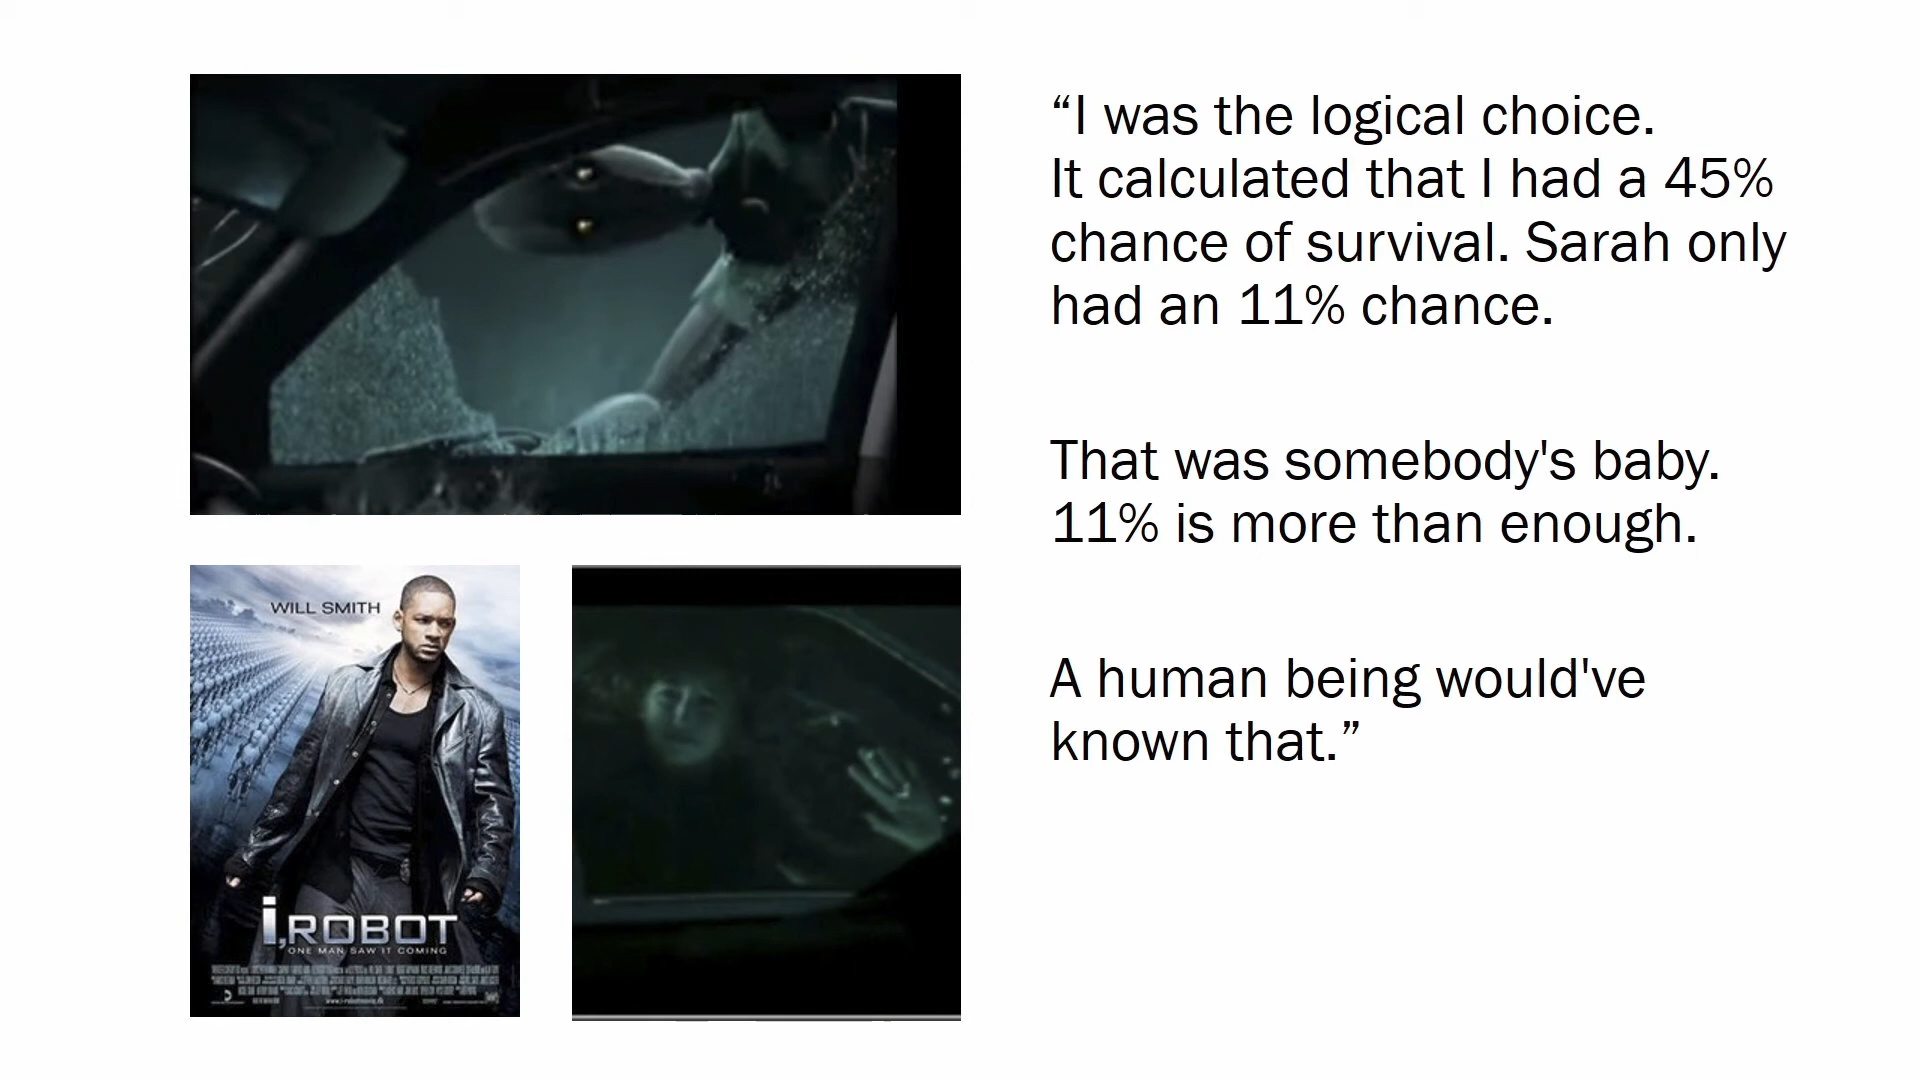 “I was the logical choice.
It calculated that I had a 45%
chance of survival. Sarah only
had an 11% chance.
That was somebody's baby.
11% is more than enough.
A human being would've
known that.”
WILL SMITH
i,ROBOT
ONE MAN SAW IT COMING